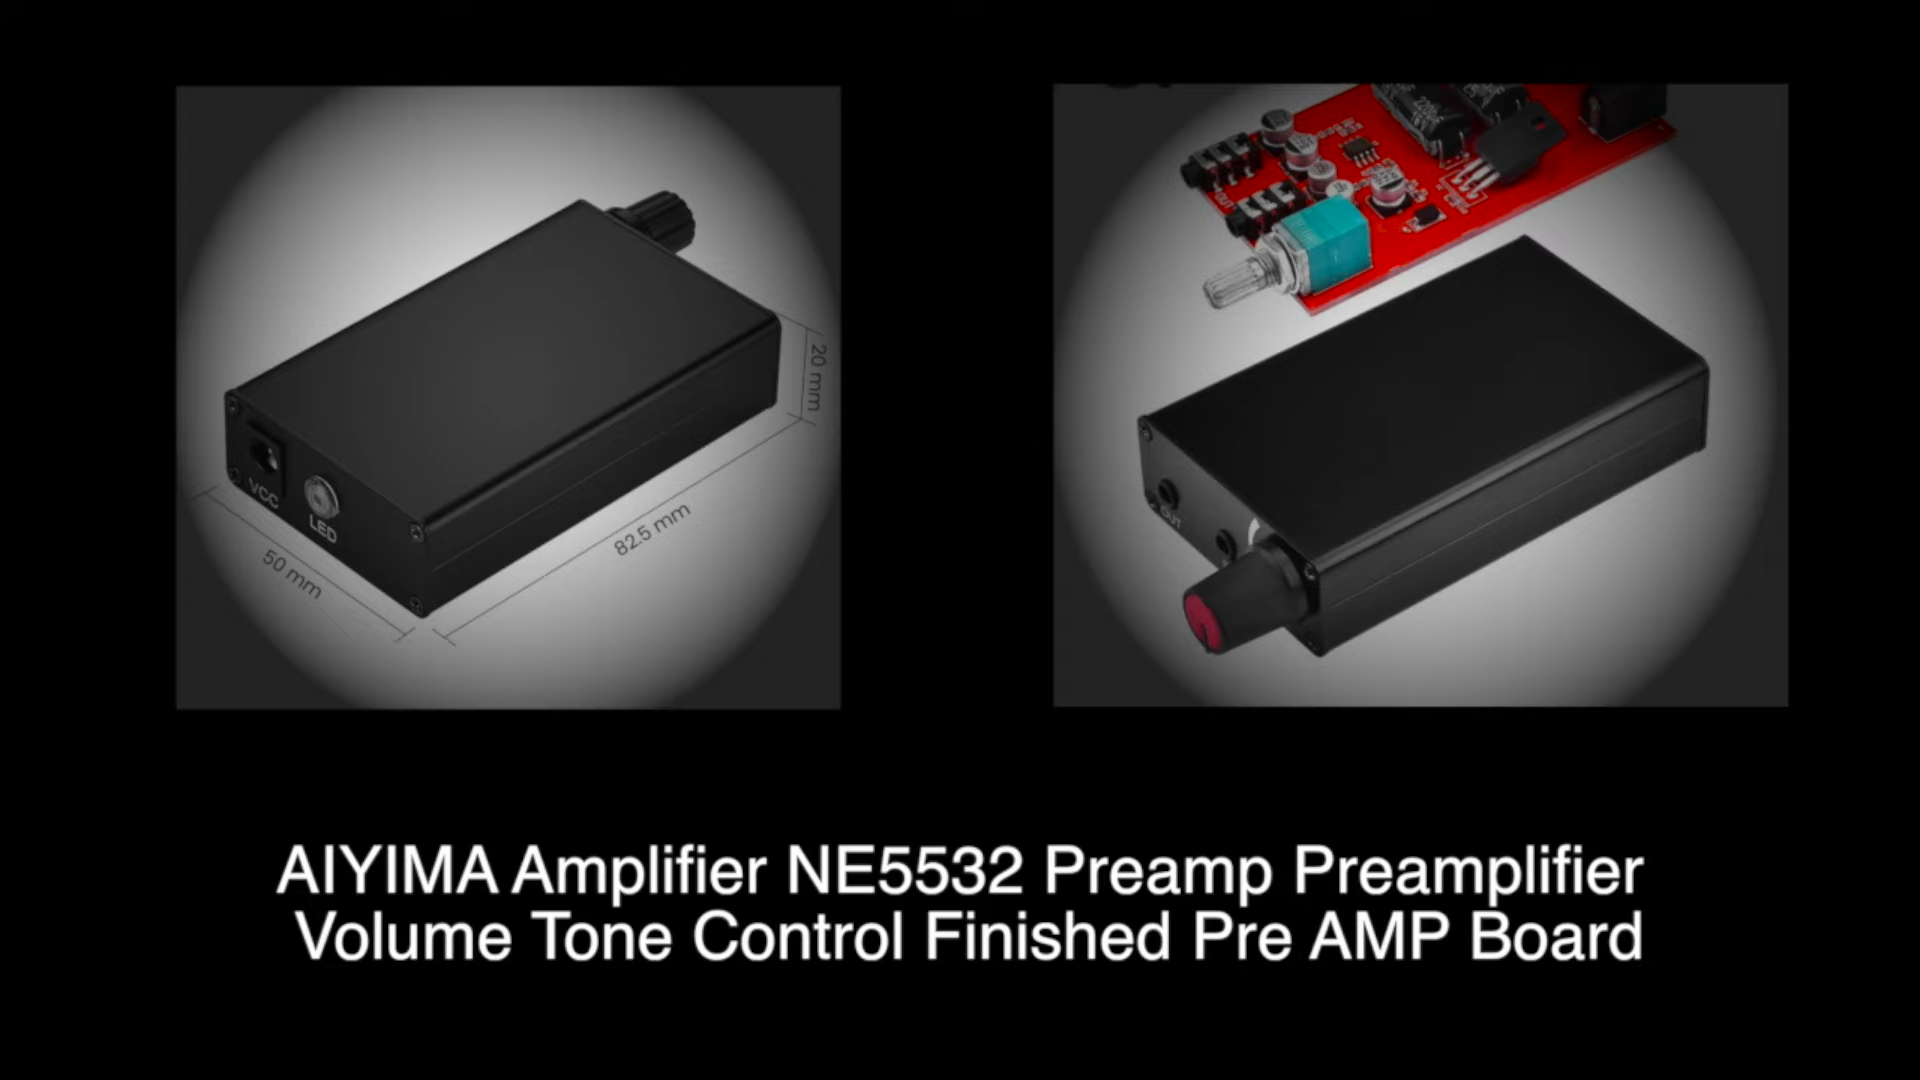 20 mm
VCC
LED
82.5 mm
50 mm
OUT
OUT
AIYIMA Amplifier NE5532 Preamp Preamplifier
Volume Tone Control Finished Pre AMP Board